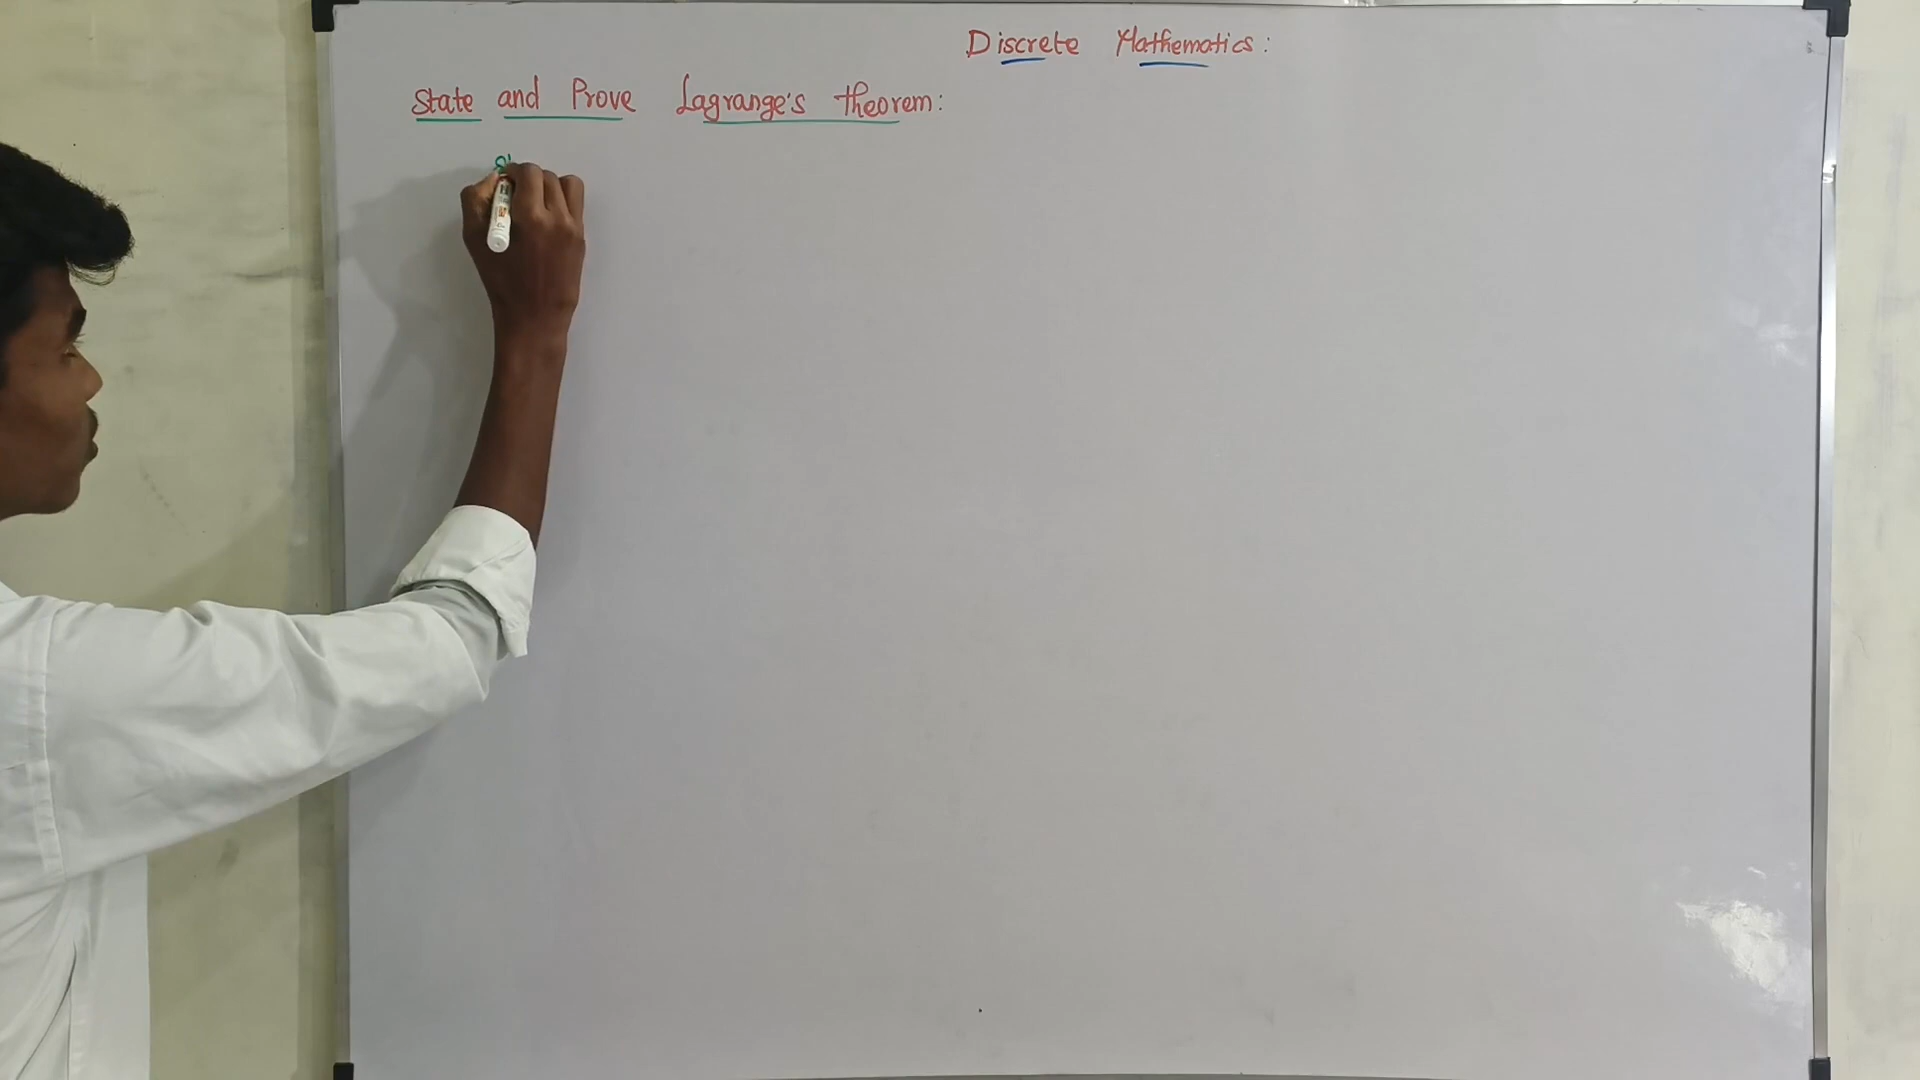 Discrete Mathematics:
State and Prove Lagrange's theorem: